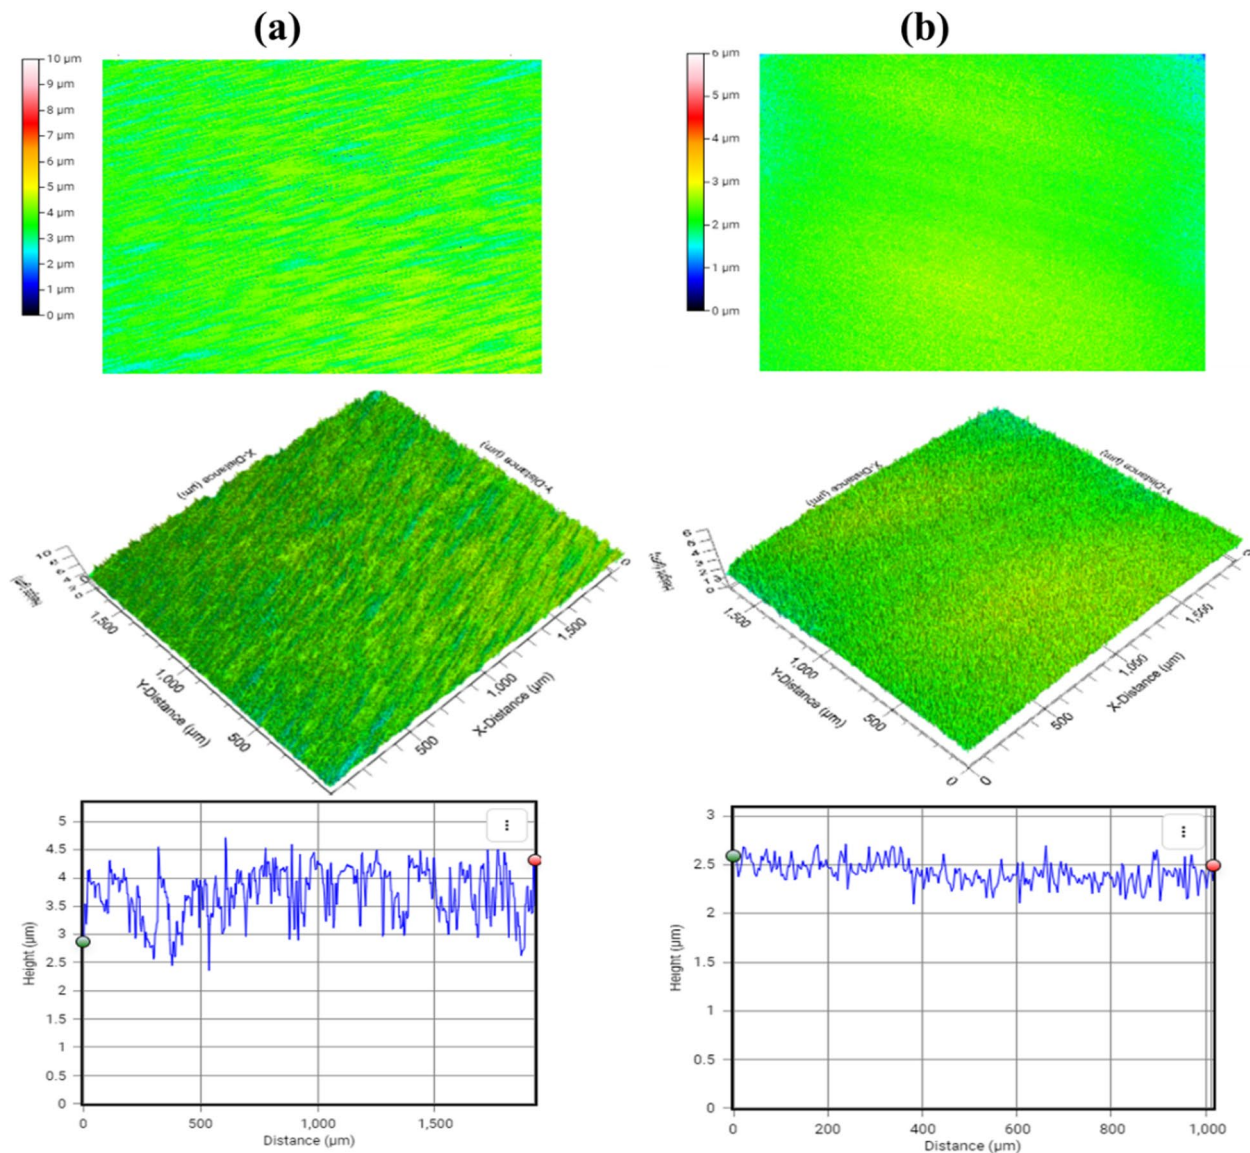 (a)
(b)
10 µm
9 µm
8 µm
7 µm
6 µm
5 µm
4 µm
3 µm
2 µm
1 µm
0 µm
6 µm
5 µm
4 µm
3 µm
2 µm
1 µm
0 µm
X-Distance (µm)
Y-Distance (µm)
10
0
1,500
1,000
500
Y-Distance (µm)
500
1,000
1,500
0
X-Distance (µm)
X-Distance (µm)
Y-Distance (µm)
Height (µm)
0
1,500
1,000
500
0
Y-Distance (µm)
0
500
1,000
1,500
0
X-Distance (µm)
5
4.5
4
3.5
3
2.5
2
1.5
1
0.5
0
Height (µm)
0
500
1,000
1,500
Distance (µm)
3
2.5
2
1.5
1
0.5
0
Height (µm)
0
200
400
600
800
1,000
Distance (µm)